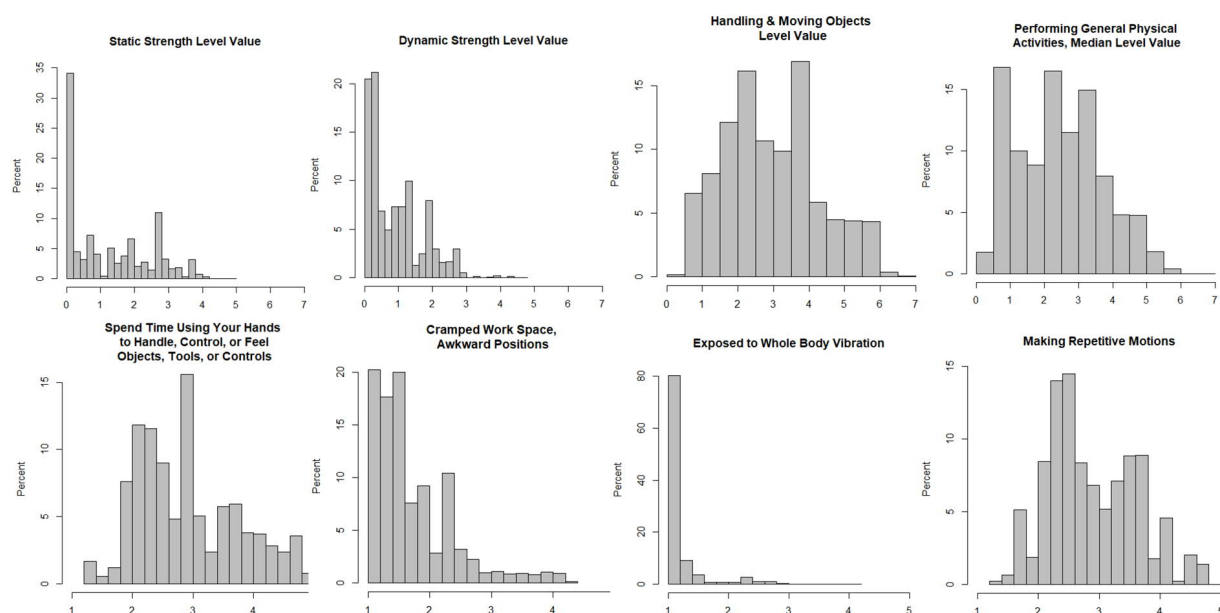 Static Strength Level Value
Percent
35
30
25
20
15
10
5
0
0 1 2 3 4 5 6 7
Dynamic Strength Level Value
Percent
20
15
10
5
0
0 1 2 3 4 5 6 7
Handling & Moving Objects
Level Value
Percent
15
10
5
0
0 1 2 3 4 5 6 7
Performing General Physical
Activities, Median Level Value
Percent
15
10
5
0
0 1 2 3 4 5 6 7
Spend Time Using Your Hands
to Handle, Control, or Feel
Objects, Tools, or Controls
Percent
15
10
5
0
1 2 3 4
Cramped Work Space,
Awkward Positions
Percent
20
15
10
5
0
1 2 3 4
Exposed to Whole Body Vibration
Percent
80
60
40
20
0
1 2 3 4 5
Making Repetitive Motions
Percent
15
10
5
0
1 2 3 4